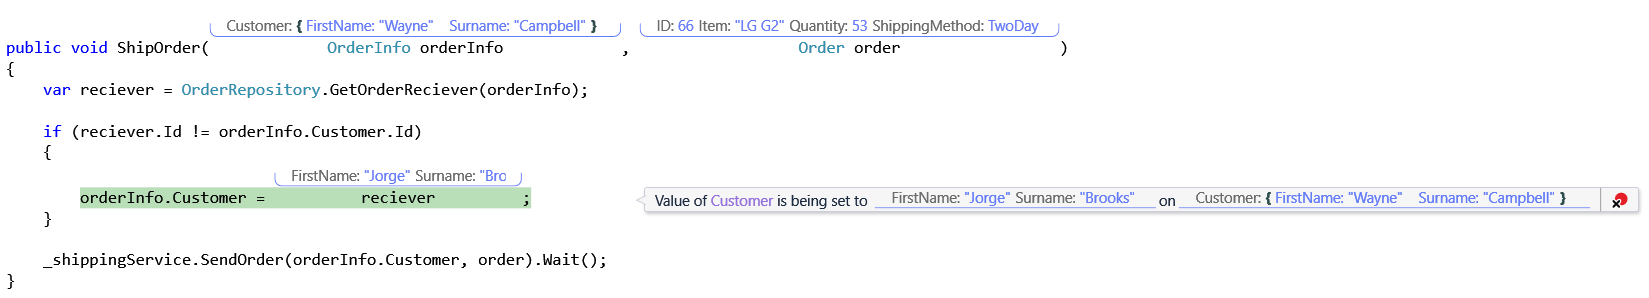 Customer: { FirstName: "Wayne" Surname: "Campbell" } ID: 66 Item: "LG G2" Quantity: 53 ShippingMethod: TwoDay
public void ShipOrder( OrderInfo orderInfo , Order order )
{
var reciever = OrderRepository.GetOrderReciever(orderInfo);
if (reciever.Id != orderInfo.Customer.Id)
{
FirstName: "Jorge" Surname: "Bro
orderInfo.Customer = reciever ; Value of Customer is being set to FirstName: "Jorge" Surname: "Brooks" on Customer: { FirstName: "Wayne" Surname: "Campbell" }
}
_shippingService.SendOrder(orderInfo.Customer, order).Wait();
}